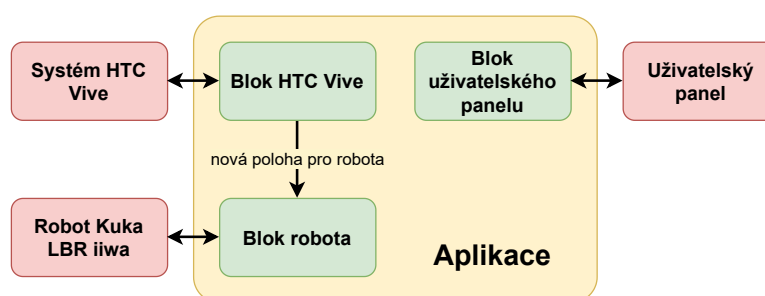 Systém HTC
Vive
Blok HTC Vive
Blok
uživatelského
panelu
Uživatelský
panel
nová poloha pro robota
Robot Kuka
LBR iiwa
Blok robota
Aplikace